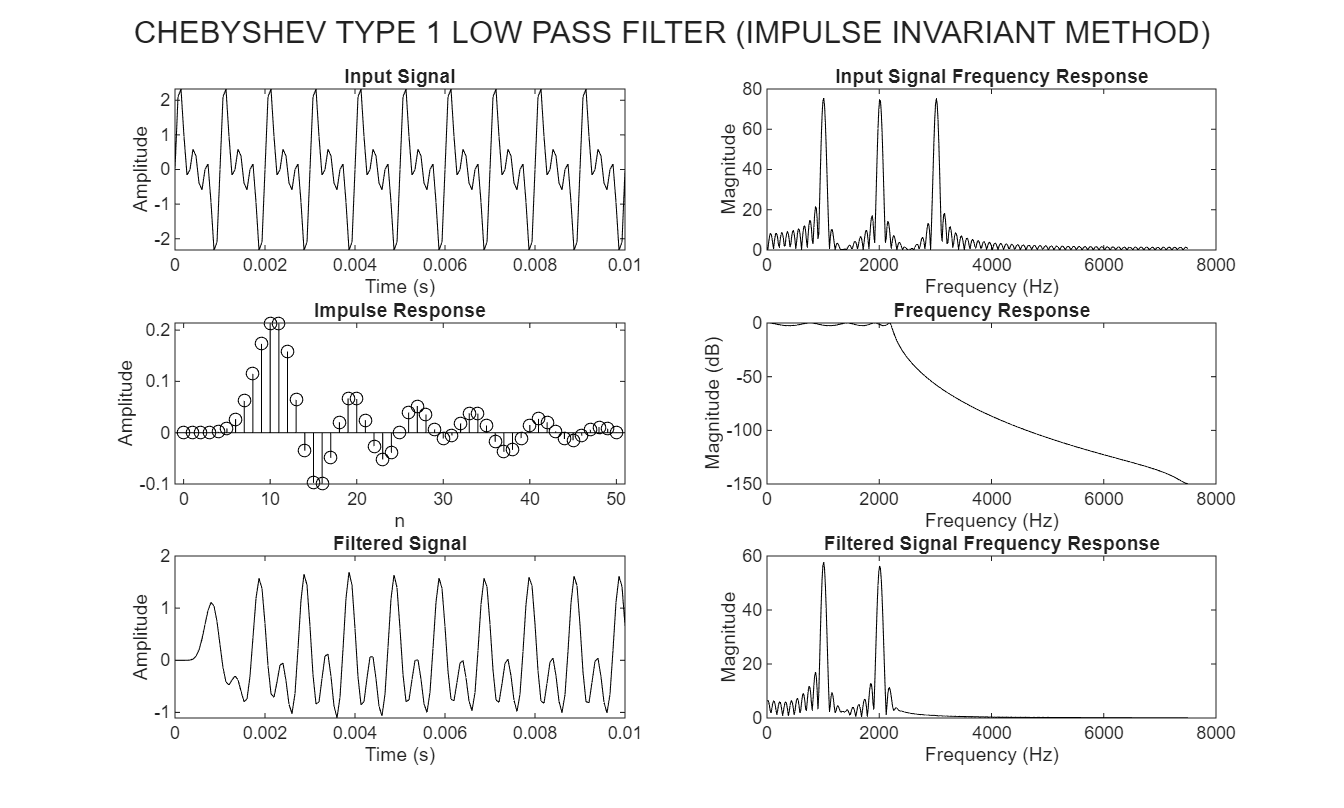 CHEBYSHEV TYPE 1 LOW PASS FILTER (IMPULSE INVARIANT METHOD)
Input Signal
Amplitude
2
1
0
-1
-2
0 0.002 0.004 0.006 0.008 0.01
Time (s)
Input Signal Frequency Response
Magnitude
80
60
40
20
0
0 2000 4000 6000 8000
Frequency (Hz)
Impulse Response
Amplitude
0.2
0.1
0
-0.1
0 10 20 30 40 50
n
Frequency Response
Magnitude (dB)
0
-50
-100
-150
0 2000 4000 6000 8000
Frequency (Hz)
Filtered Signal
Amplitude
2
1
0
-1
0 0.002 0.004 0.006 0.008 0.01
Time (s)
Filtered Signal Frequency Response
Magnitude
60
40
20
0
0 2000 4000 6000 8000
Frequency (Hz)